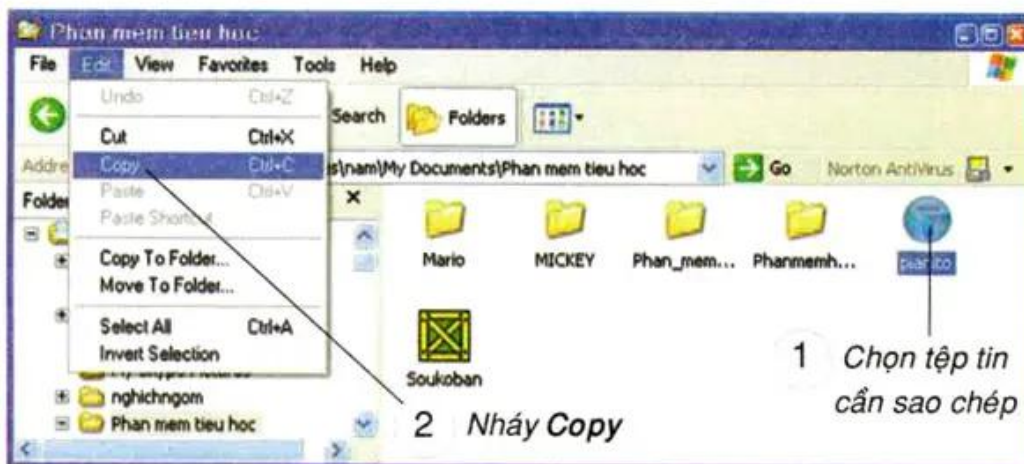 Phan mem tieu hoc
File Edit View Favorites Tools Help
Undo Ctrl+Z
Search Folders
Cut Ctrl+X
Copy Ctrl+C
Addre
s\nam\My Documents\Phan mem tieu hoc
Go
Norton AntiVirus
Paste Ctrl+V
Folde
Paste Shortcut
Copy To Folder...
Move To Folder...
Mario
MICKEY
Phan_mem...
Phanmemh...
Select All Ctrl+A
Invert Selection
Soukoban
1 Chọn tệp tin
cần sao chép
nghichngom
Phan mem tieu hoc
2 Nháy Copy